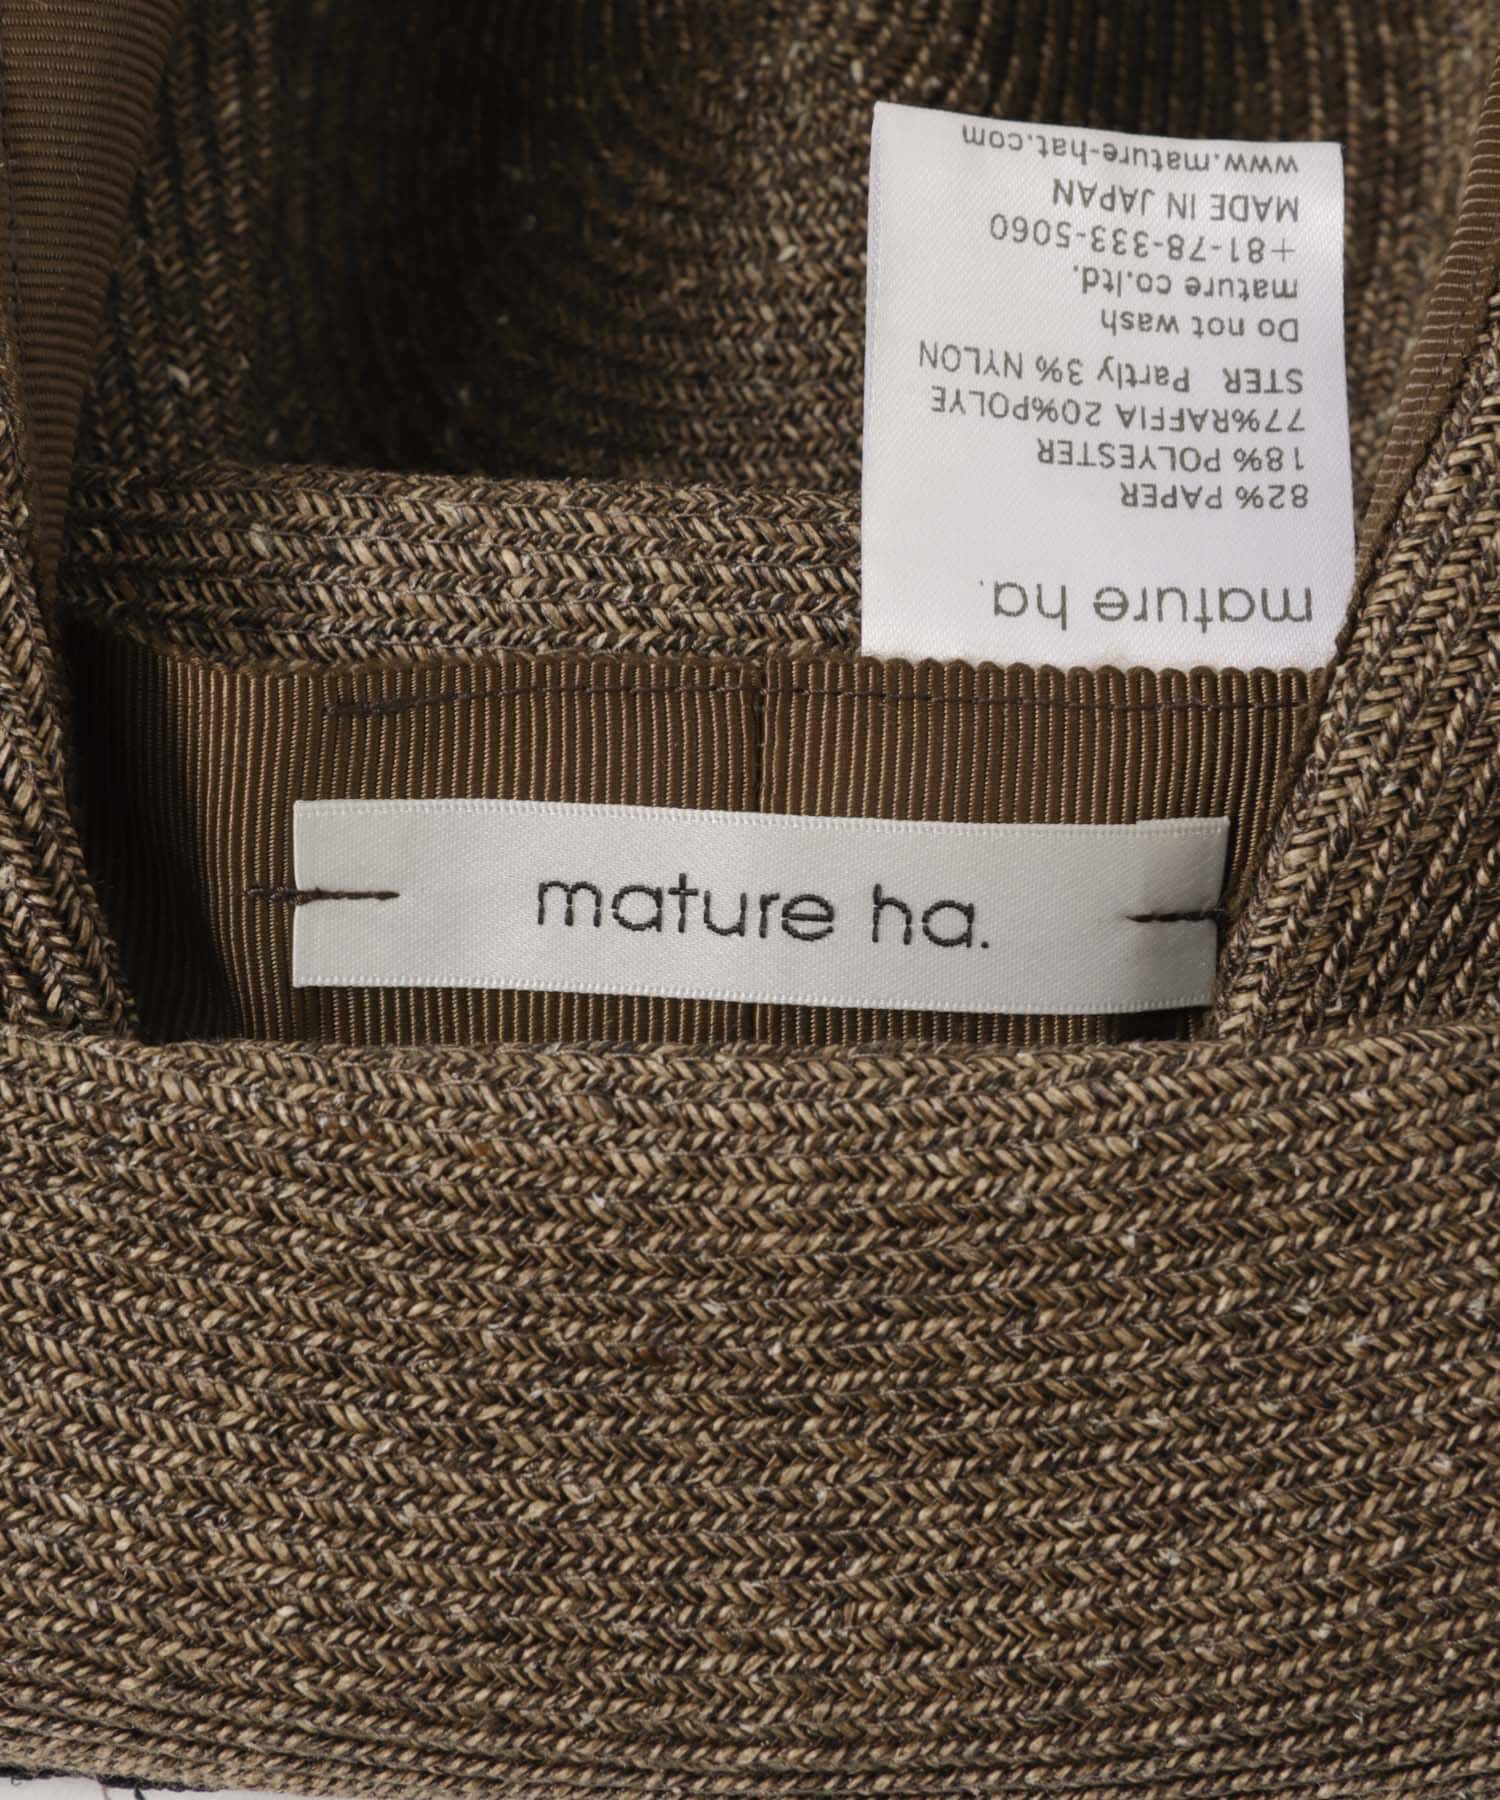 mature ha.
82% PAPER
18% POLYESTER
77%RAFFIA 20%POLYE
STER Partly 3% NYLON
Do not wash
mature co.ltd.
+81-78-333-5060
MADE IN JAPAN
www.mature-hat.com
mature ha.